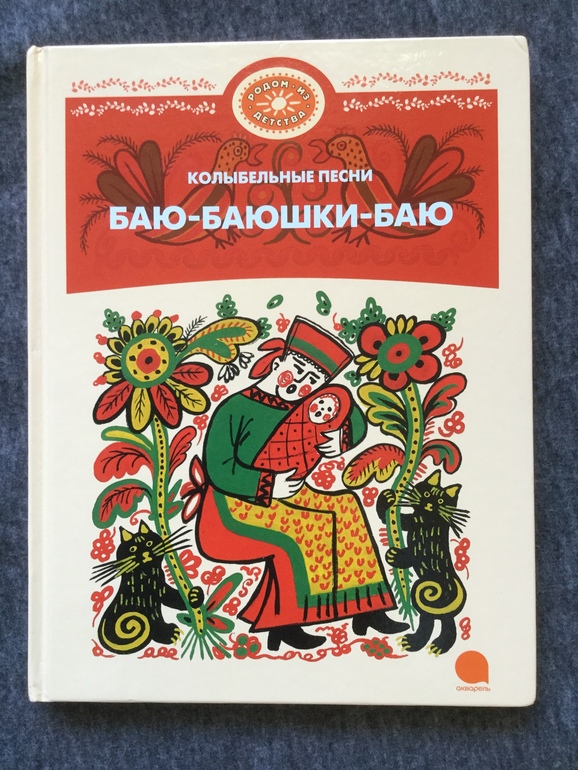 РОДОМ ИЗ
ДЕТСТВА
КОЛЫБЕЛЬНЫЕ ПЕСНИ
БАЮ-БАЮШКИ-БАЮ
акварель